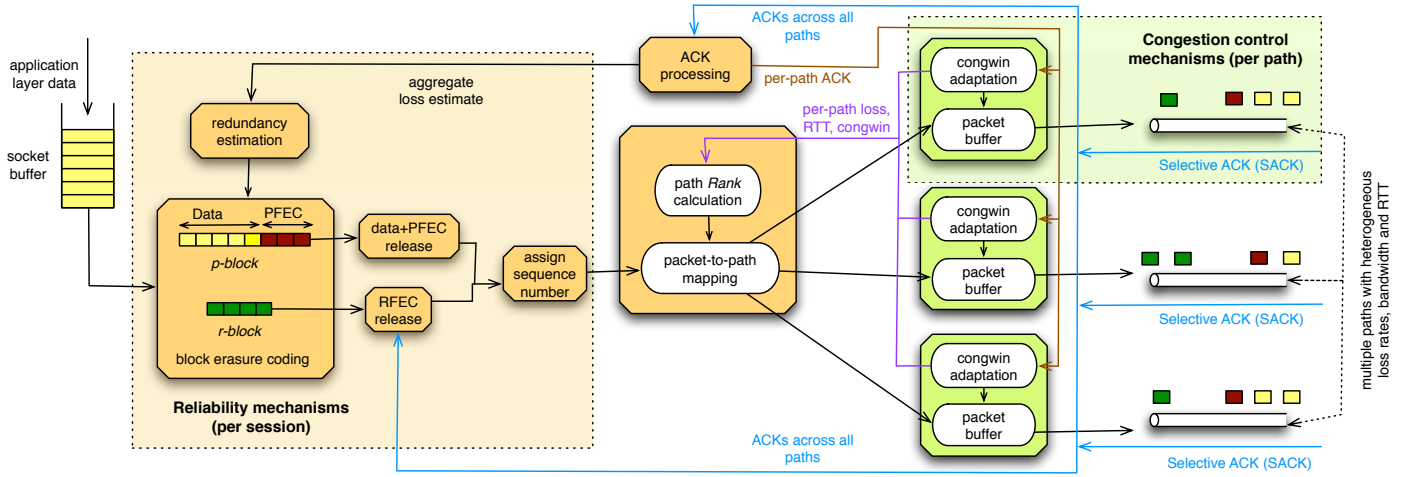 application
layer data
socket
buffer
redundancy
estimation
aggregate
loss estimate
Data
PFEC
p-block
r-block
block erasure coding
data+PFEC
release
RFEC
release
assign
sequence
number
Reliability mechanisms
(per session)
ACK
processing
ACKs across all
paths
per-path ACK
per-path loss,
RTT, congwin
path Rank
calculation
packet-to-path
mapping
ACKs across all
paths
congwin
adaptation
packet
buffer
Congestion control
mechanisms (per path)
Selective ACK (SACK)
congwin
adaptation
packet
buffer
Selective ACK (SACK)
congwin
adaptation
packet
buffer
Selective ACK (SACK)
multiple paths with heterogeneous
loss rates, bandwidth and RTT